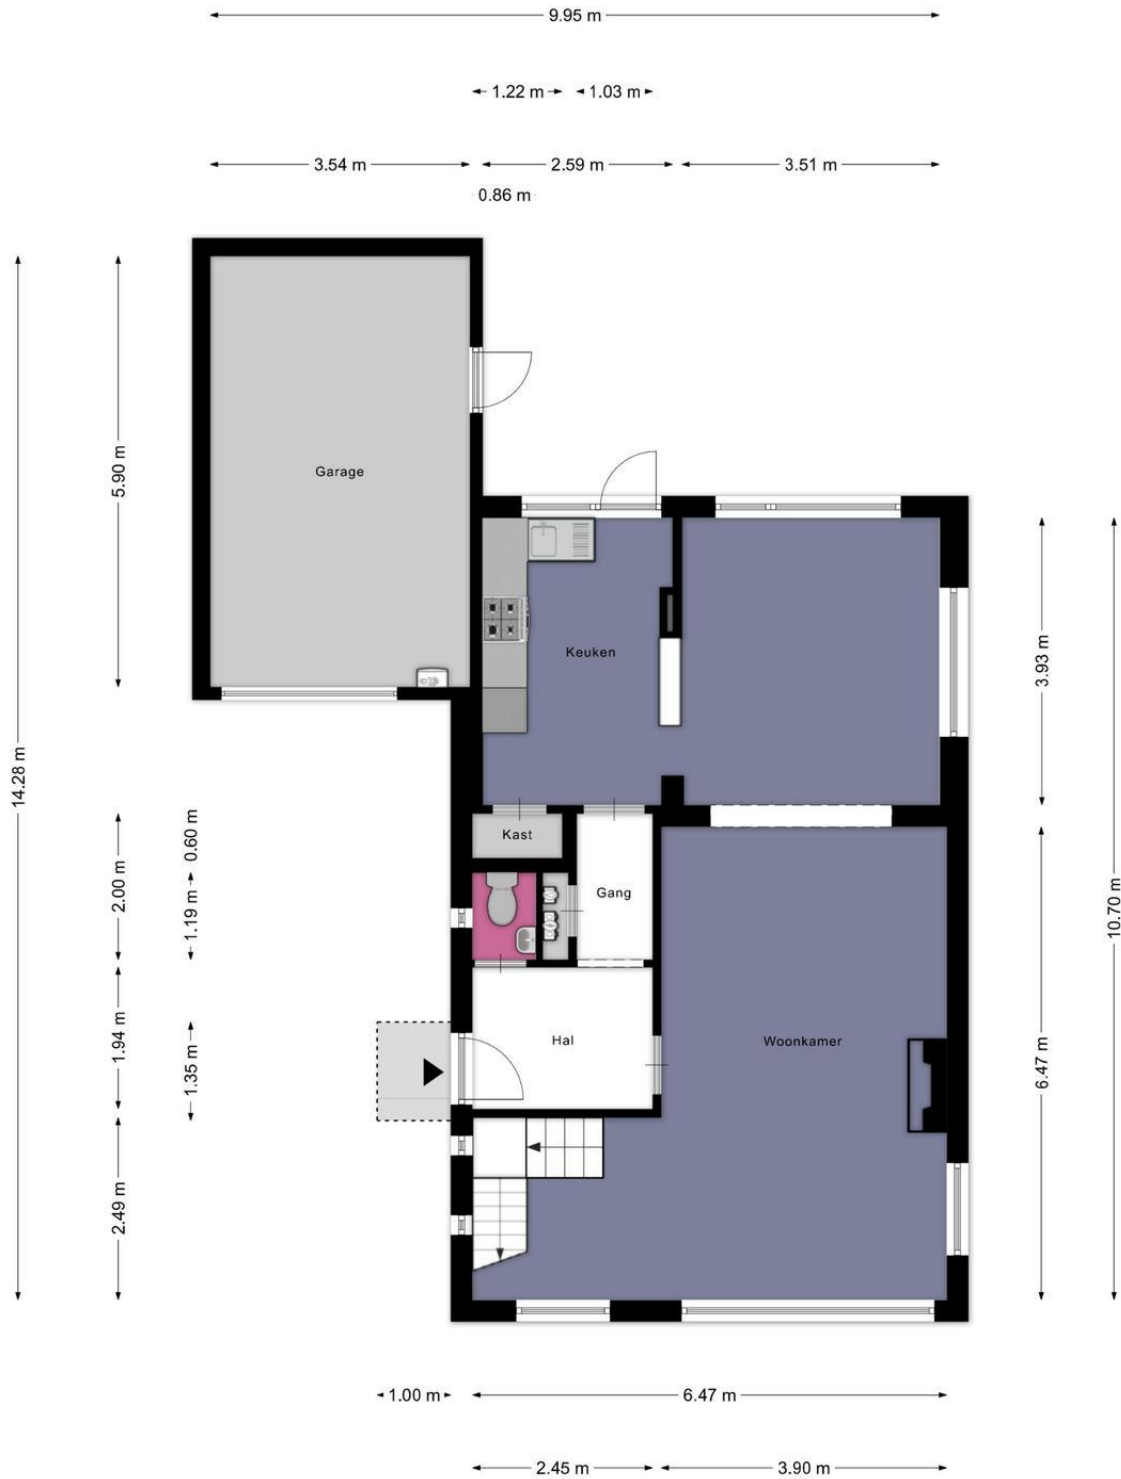 9.95 m
1.22 m
1.03 m
3.54 m
2.59 m
3.51 m
0.86 m
Garage
5.90 m
Keuken
3.93 m
14.28 m
10.70 m
Kast
0.60 m
2.00 m
1.19 m
Gang
Hal
Woonkamer
1.94 m
1.35 m
6.47 m
2.49 m
1.00 m
6.47 m
2.45 m
3.90 m